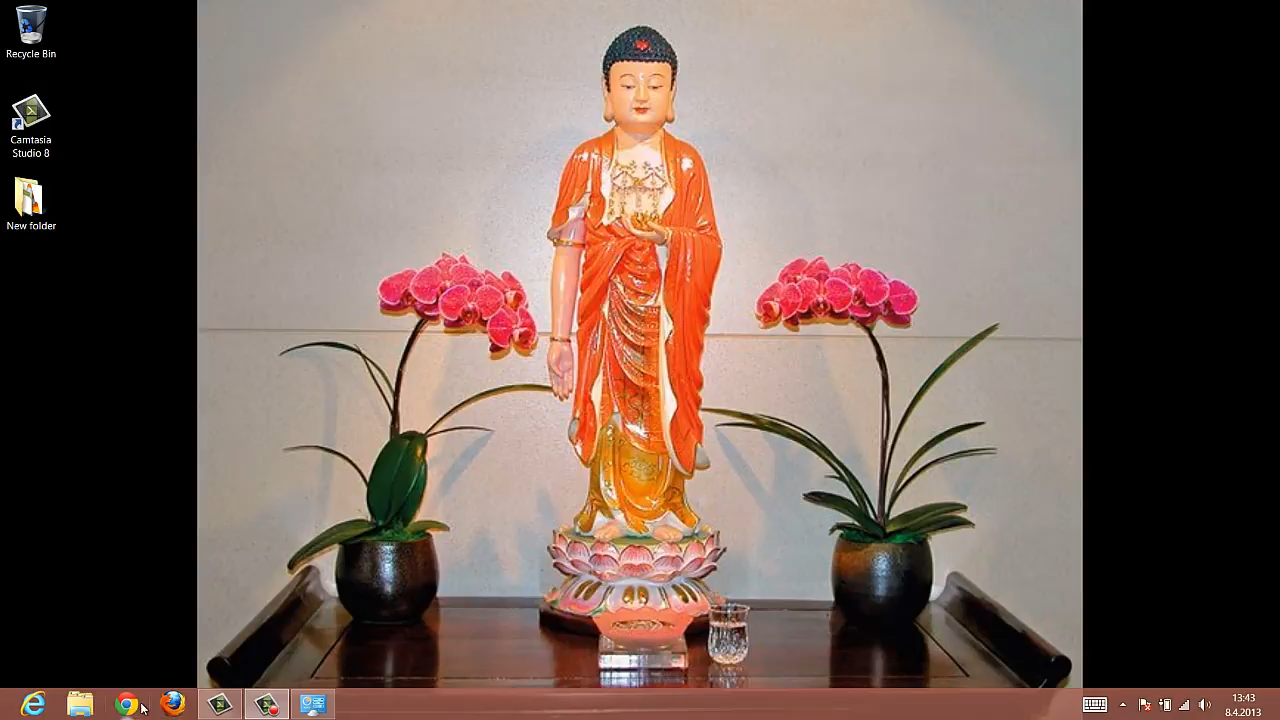 Recycle Bin
Camtasia
Studio 8
New folder
13:43
8.4.2013